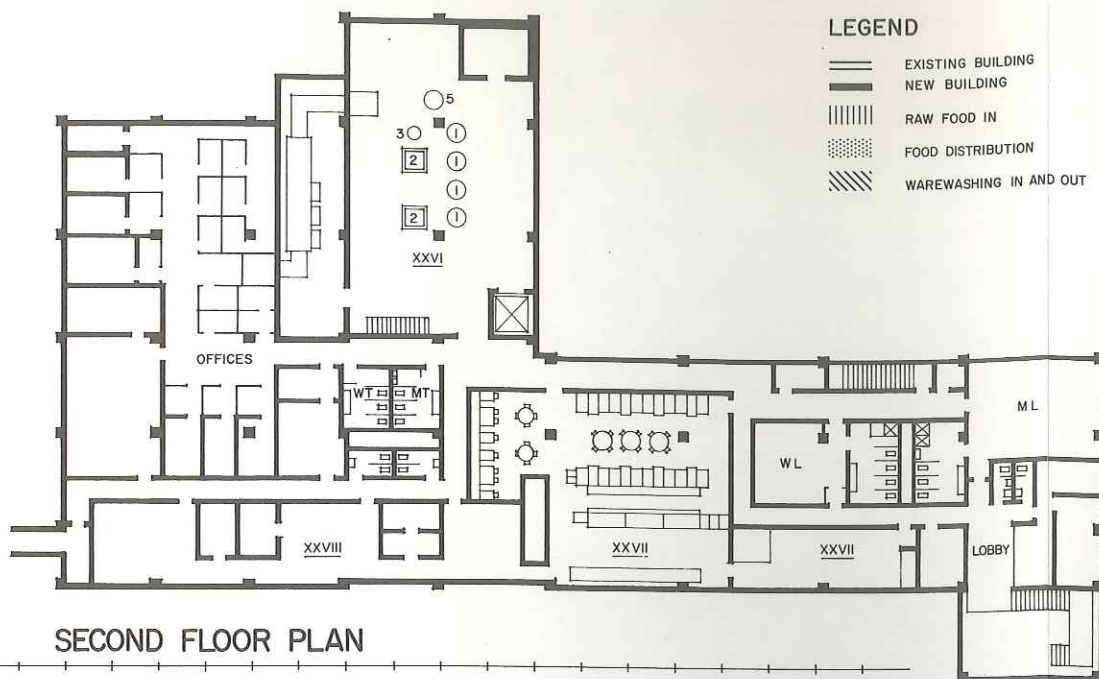 LEGEND
EXISTING BUILDING
NEW BUILDING
RAW FOOD IN
FOOD DISTRIBUTION
WAREWASHING IN AND OUT
5
3
1
2
1
1
2
1
XXVI
OFFICES
WT
MT
WL
ML
XXVIII
XXVII
XXVII
LOBBY
SECOND FLOOR PLAN